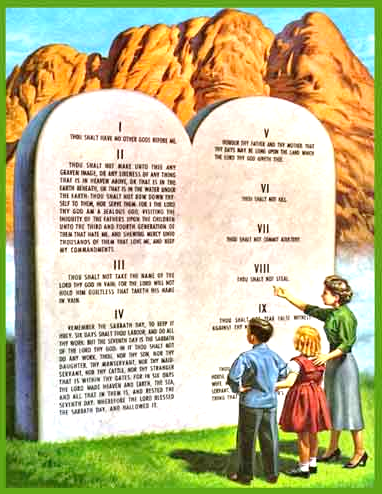 I
THOU SHALT HAVE NO OTHER GODS BEFORE ME.
II
THOU SHALT NOT MAKE UNTO THEE ANY
GRAVEN IMAGE, OR ANY LIKENESS OF ANY THING
THAT IS IN HEAVEN ABOVE, OR THAT IS IN THE
EARTH BENEATH, OR THAT IS IN THE WATER UNDER
THE EARTH: THOU SHALT NOT BOW DOWN THY-
SELF TO THEM, NOR SERVE THEM: FOR I THE LORD
THY GOD AM A JEALOUS GOD, VISITING THE
INIQUITY OF THE FATHERS UPON THE CHILDREN
UNTO THE THIRD AND FOURTH GENERATION OF
THEM THAT HATE ME, AND SHEWING MERCY UNTO
THOUSANDS OF THEM THAT LOVE ME, AND KEEP
MY COMMANDMENTS.
III
THOU SHALT NOT TAKE THE NAME OF THE
LORD THY GOD IN VAIN; FOR THE LORD WILL NOT
HOLD HIM GUILTLESS THAT TAKETH HIS NAME
IN VAIN.
IV
REMEMBER THE SABBATH DAY, TO KEEP IT
HOLY. SIX DAYS SHALT THOU LABOUR, AND DO ALL
THY WORK: BUT THE SEVENTH DAY IS THE SABBATH
OF THE LORD THY GOD: IN IT THOU SHALT NOT
DO ANY WORK, THOU, NOR THY SON, NOR THY
DAUGHTER, THY MANSERVANT, NOR THY MAID-
SERVANT, NOR THY CATTLE, NOR THY STRANGER
THAT IS WITHIN THY GATES: FOR IN SIX DAYS
THE LORD MADE HEAVEN AND EARTH, THE SEA,
AND ALL THAT IN THEM IS, AND RESTED THE
SEVENTH DAY: WHEREFORE THE LORD BLESSED
THE SABBATH DAY, AND HALLOWED IT.
V
HONOUR THY FATHER AND THY MOTHER: THAT
THY DAYS MAY BE LONG UPON THE LAND WHICH
THE LORD THY GOD GIVETH THEE.
VI
THOU SHALT NOT KILL.
VII
THOU SHALT NOT COMMIT ADULTERY.
VIII
THOU SHALT NOT STEAL.
IX
THOU SHALT NOT BEAR FALSE WITNESS
AGAINST THY
THOU
HOUSE
WIFE
SERVANT,
THING THAT